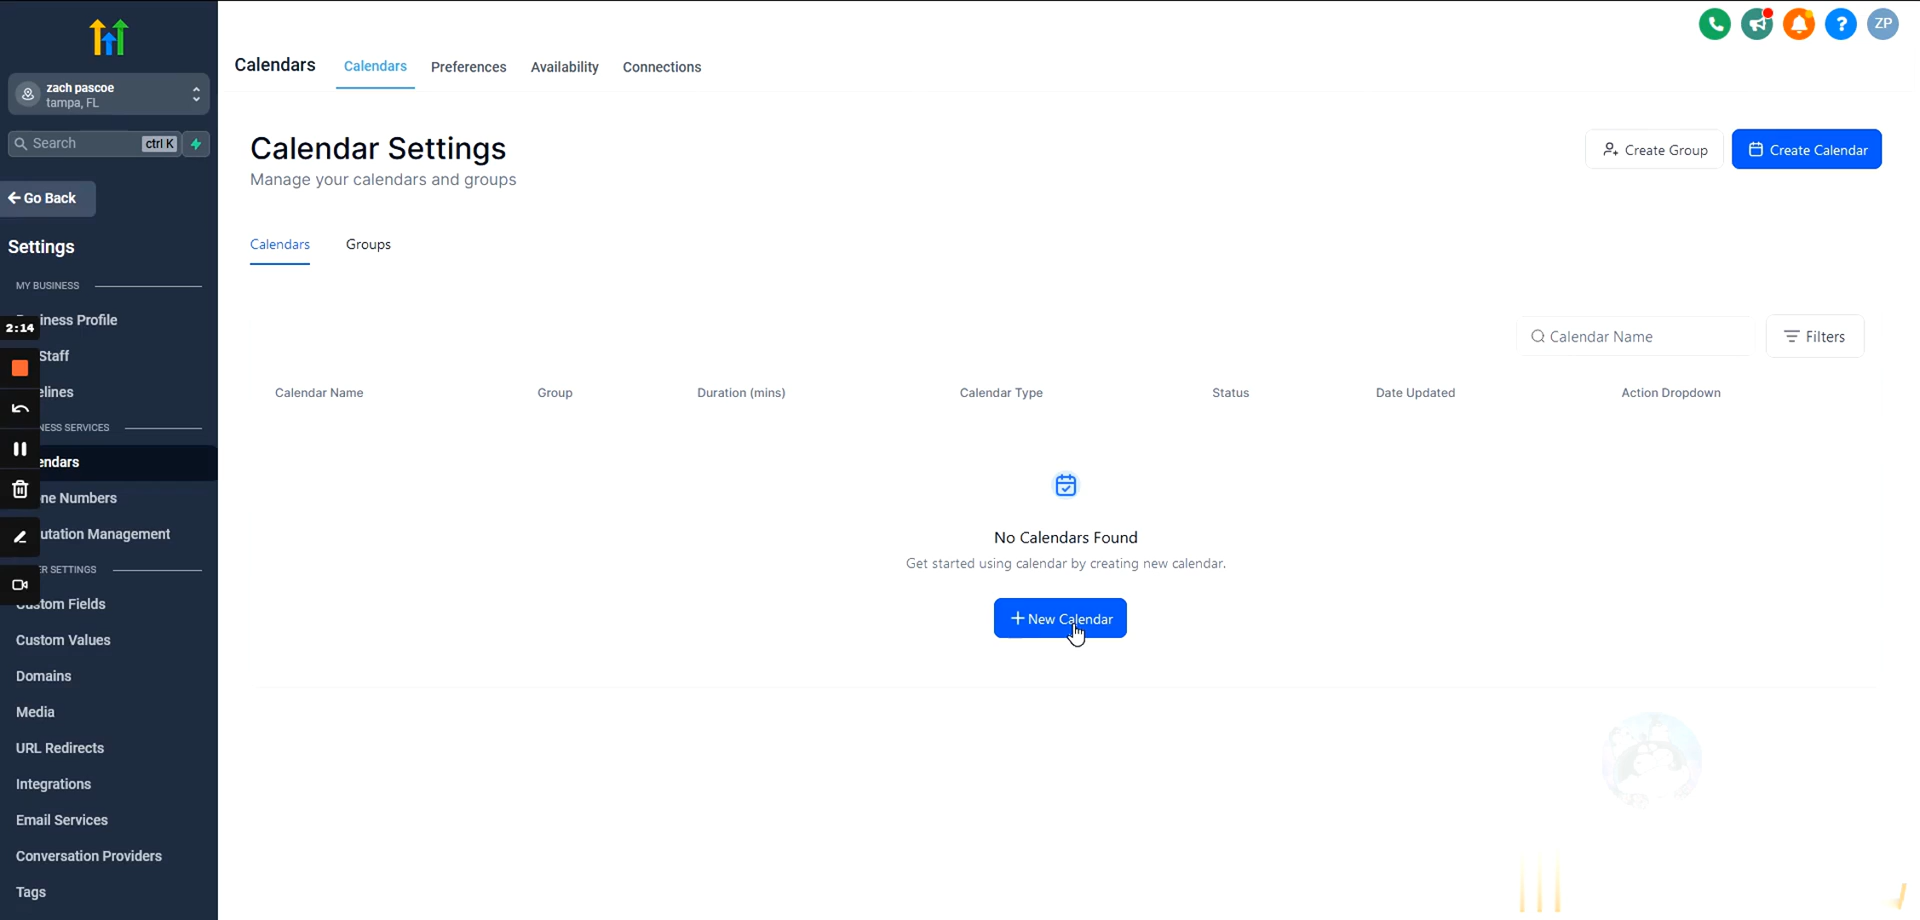 zach pascoe
tampa, FL
Search
ctrl K
Go Back
Settings
MY BUSINESS
iness Profile
2:14
Staff
elines
NESS SERVICES
endars
ne Numbers
utation Management
R SETTINGS
Custom Fields
Custom Values
Domains
Media
URL Redirects
Integrations
Email Services
Conversation Providers
Tags
?
ZP
Calendars
Calendars
Preferences
Availability
Connections
Calendar Settings
Manage your calendars and groups
Create Group
Create Calendar
Calendars
Groups
Calendar Name
Filters
Calendar Name
Group
Duration (mins)
Calendar Type
Status
Date Updated
Action Dropdown
No Calendars Found
Get started using calendar by creating new calendar.
New Calendar